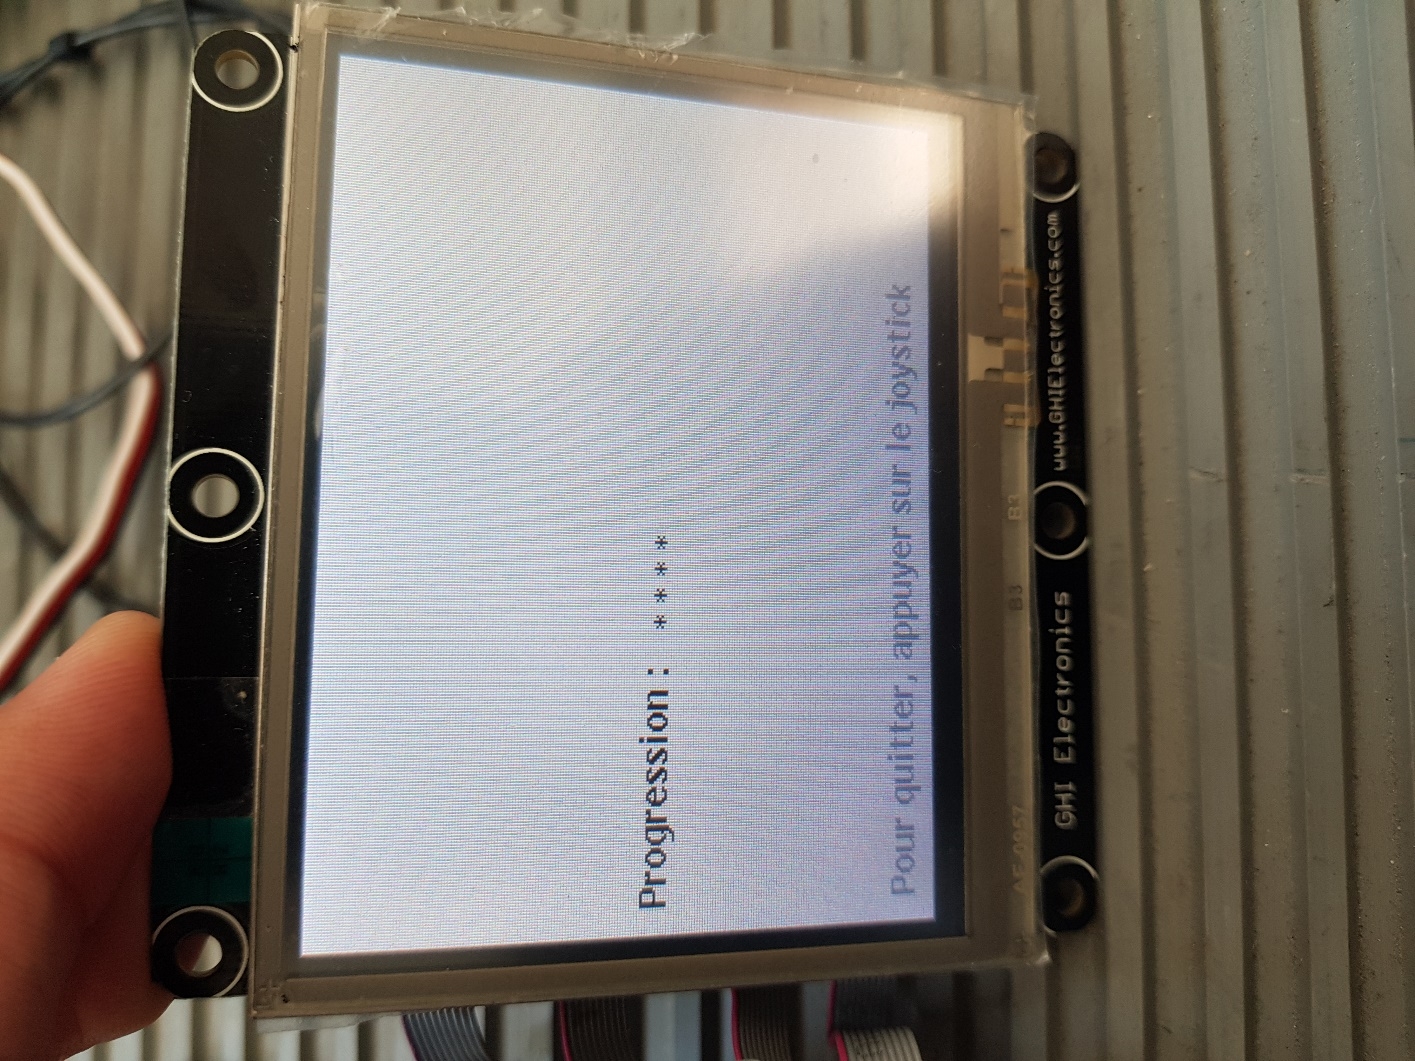 Progression : * * * *
Pour quitter, appuyer sur le joystick
B3 B3
GHI Electronics www.GHIElectronics.com